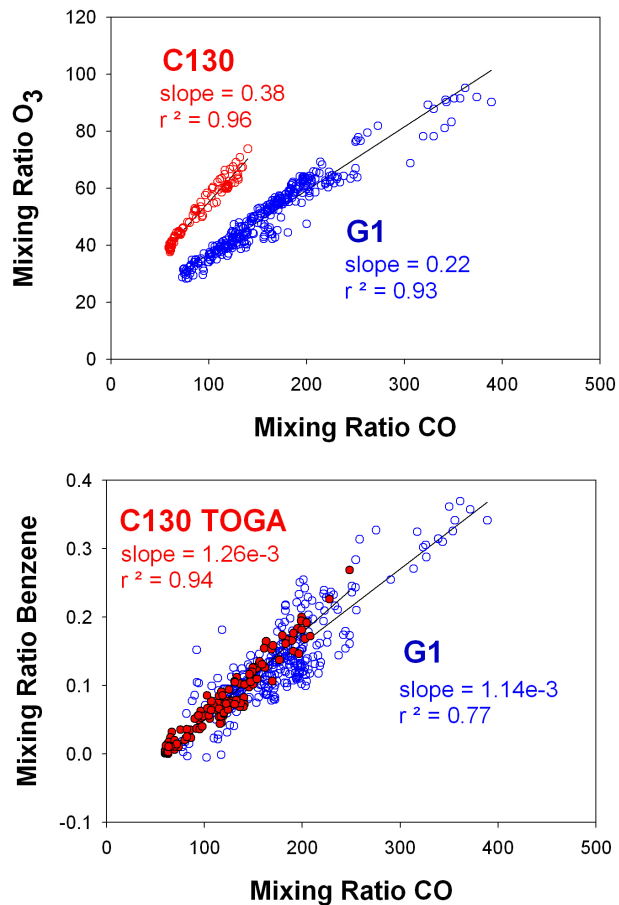 120
100
80
60
40
20
0
Mixing Ratio O3
C130
slope = 0.38
r ² = 0.96
G1
slope = 0.22
r ² = 0.93
0 100 200 300 400 500
Mixing Ratio CO
0.4
0.3
0.2
0.1
0.0
-0.1
Mixing Ratio Benzene
C130 TOGA
slope = 1.26e-3
r ² = 0.94
G1
slope = 1.14e-3
r ² = 0.77
0 100 200 300 400 500
Mixing Ratio CO